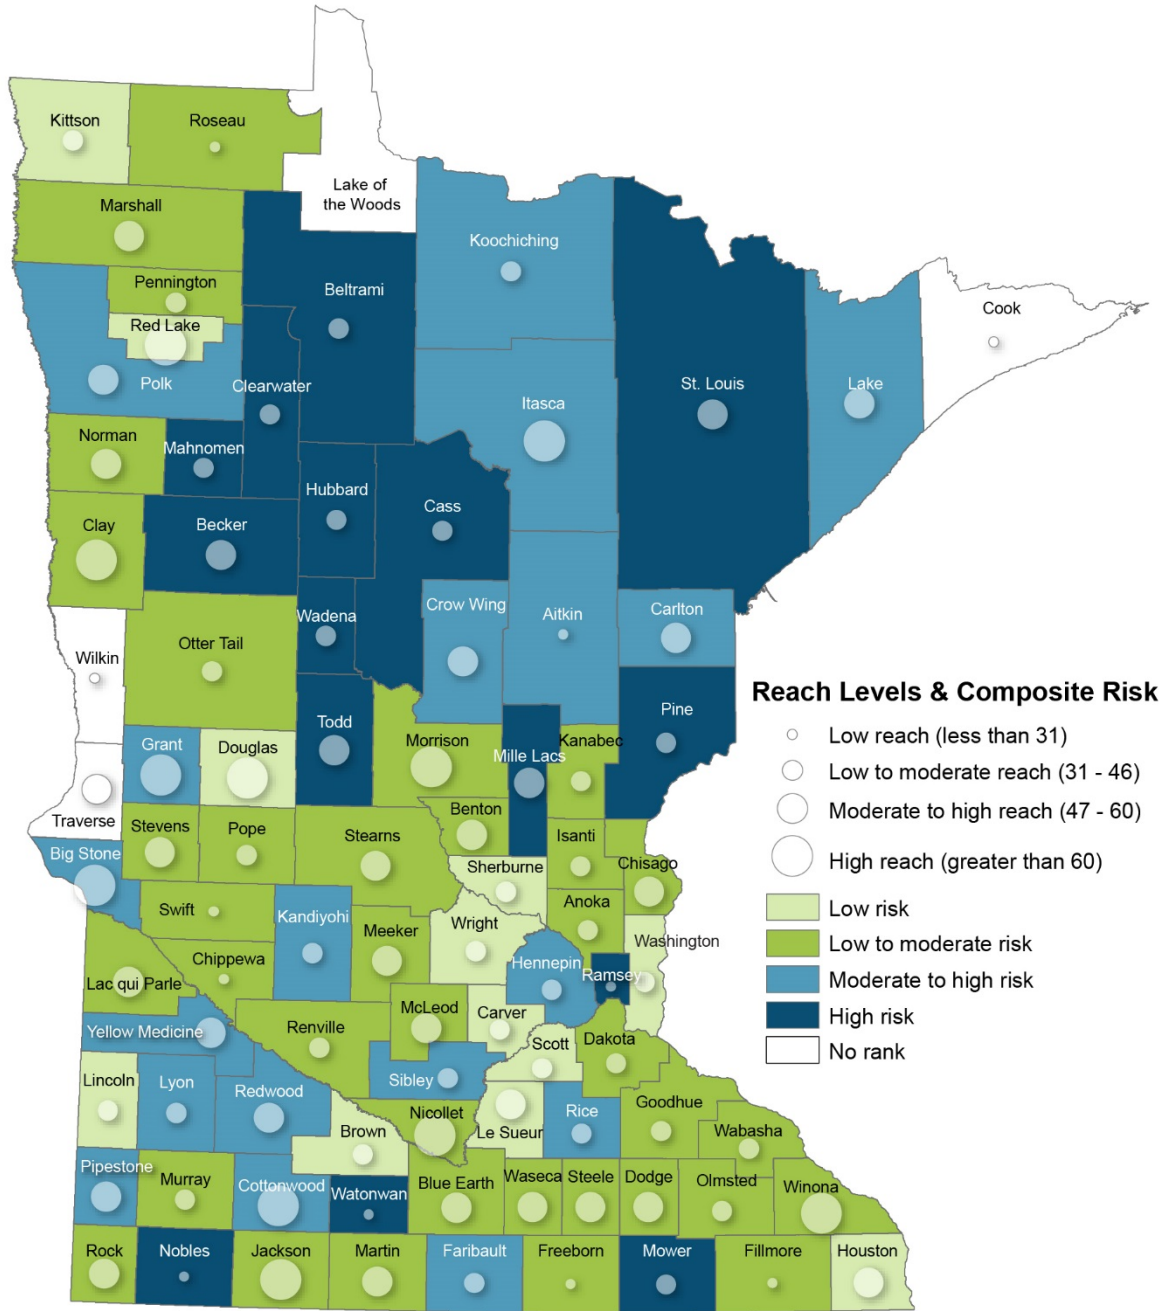 Kittson
Roseau
Lake of
the Woods
Marshall
Koochiching
Pennington
Beltrami
Cook
Red Lake
Polk
Clearwater
St. Louis
Lake
Itasca
Norman
Mahnomen
Hubbard
Cass
Clay
Becker
Crow Wing
Aitkin
Carlton
Wadena
Otter Tail
Wilkin
Reach Levels & Composite Risk
Low reach (less than 31)
Low to moderate reach (31 - 46)
Moderate to high reach (47 - 60)
High reach (greater than 60)
Low risk
Low to moderate risk
Moderate to high risk
High risk
No rank
Pine
Todd
Grant
Douglas
Morrison
Mille Lacs
Kanabec
Traverse
Stevens
Pope
Stearns
Benton
Isanti
Big Stone
Sherburne
Chisago
Swift
Kandiyohi
Meeker
Wright
Anoka
Washington
Chippewa
Hennepin
Ramsey
Lac qui Parle
McLeod
Carver
Yellow Medicine
Renville
Scott
Dakota
Lincoln
Lyon
Redwood
Sibley
Nicollet
Le Sueur
Rice
Goodhue
Brown
Wabasha
Pipestone
Murray
Cottonwood
Watonwan
Blue Earth
Waseca
Steele
Dodge
Olmsted
Winona
Rock
Nobles
Jackson
Martin
Faribault
Freeborn
Mower
Fillmore
Houston